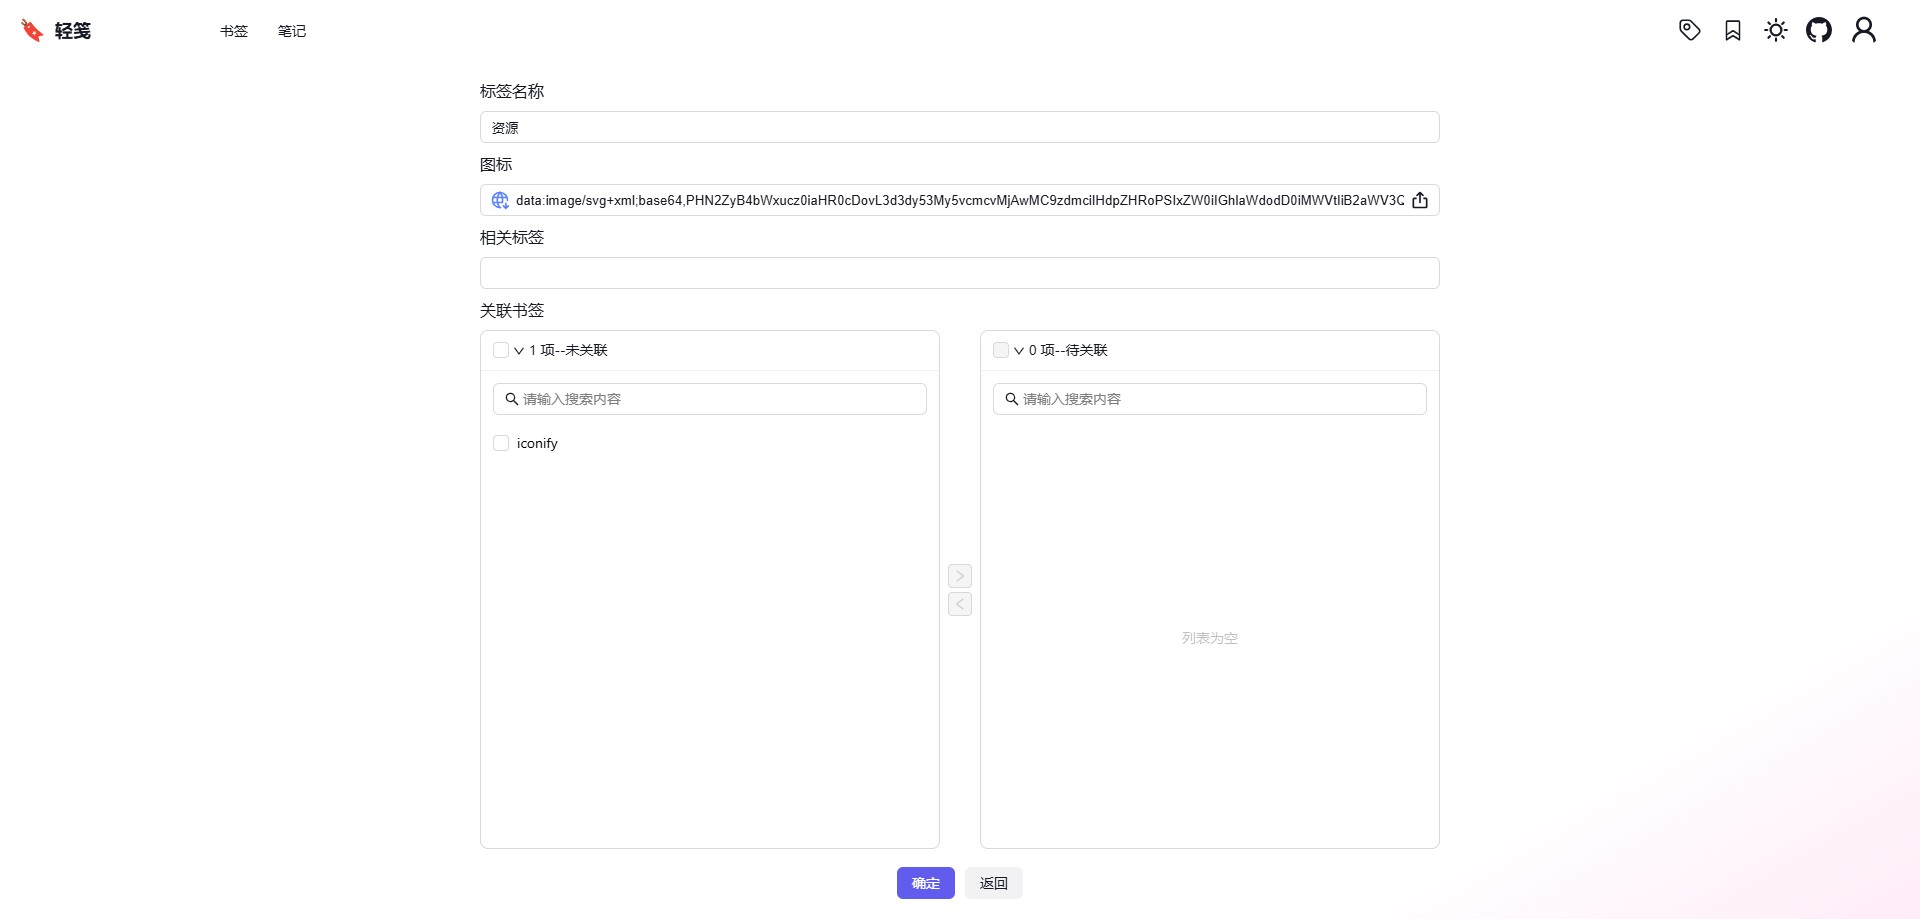 轻笺
书签
笔记
标签名称
资源
图标
data:image/svg+xml;base64,PHN2ZyB4bWxucz0iaHR0cDovL3d3dy53My5vcmcvMjAwMC9zdmciIHdpZHRoPSIxZW0iIGhlaWdodD0iMWVtIiB2aWV3Q
相关标签
关联书签
1 项--未关联
请输入搜索内容
iconify
0 项--待关联
请输入搜索内容
列表为空
确定
返回